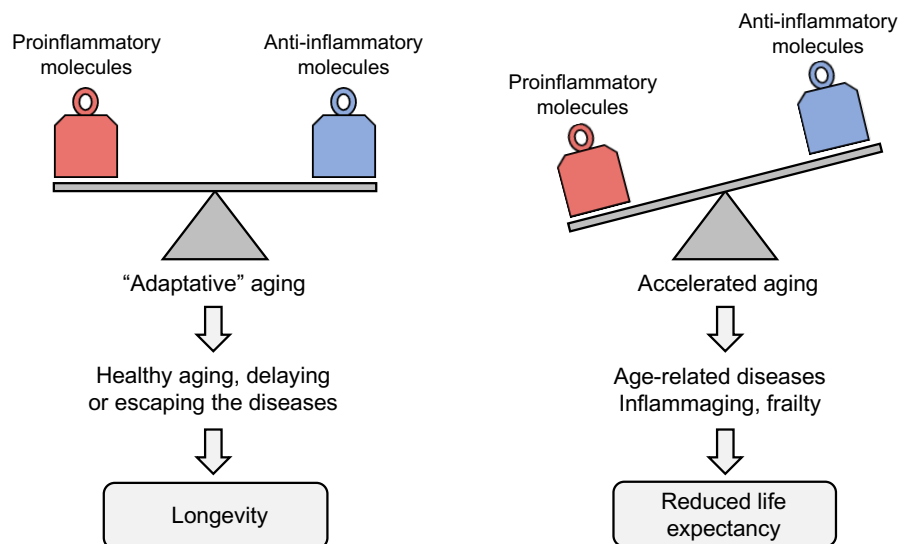 Proinflammatory
molecules
Anti-inflammatory
molecules
“Adaptative” aging
Healthy aging, delaying
or escaping the diseases
Longevity
Anti-inflammatory
molecules
Proinflammatory
molecules
Accelerated aging
Age-related diseases
Inflammaging, frailty
Reduced life
expectancy